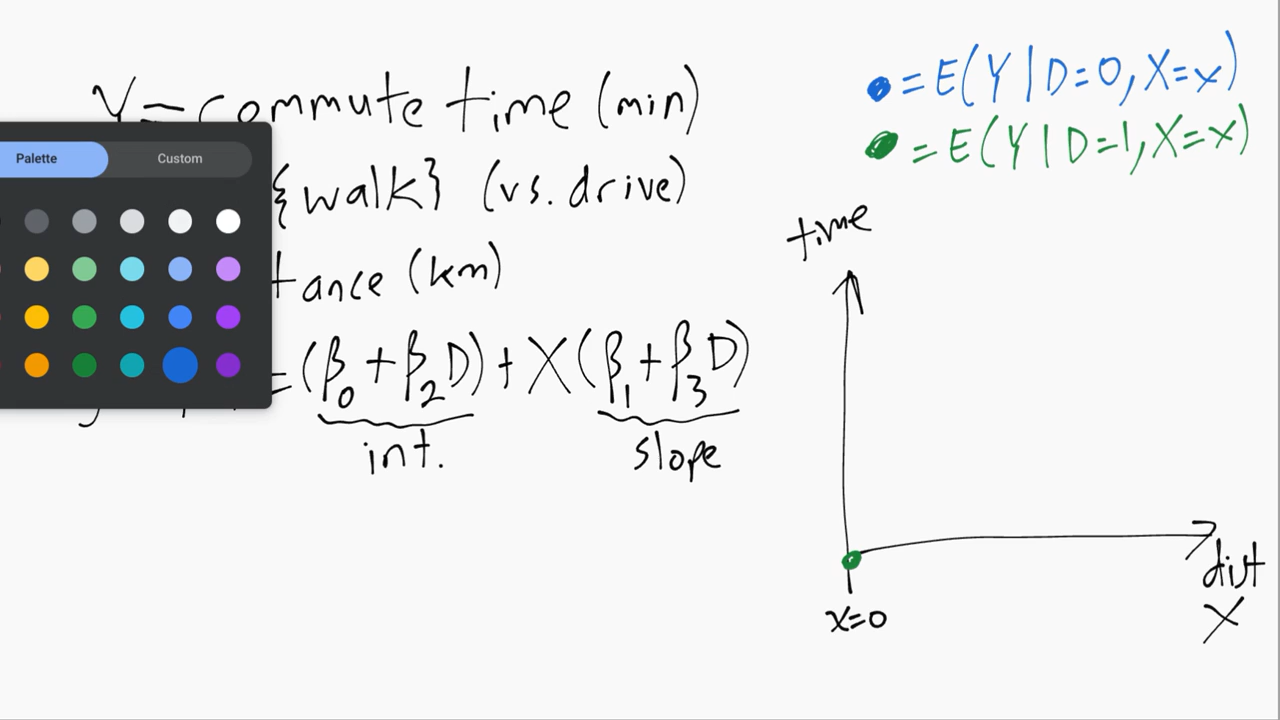 Y = commute time (min)
Palette Custom
{walk} (vs. drive)
tance (km)
= (β₀ + β₂D) + X(β₁ + β₃D)
int. slope
= E(Y | D=0, X=x)
= E(Y | D=1, X=x)
time
x=0
dist
X